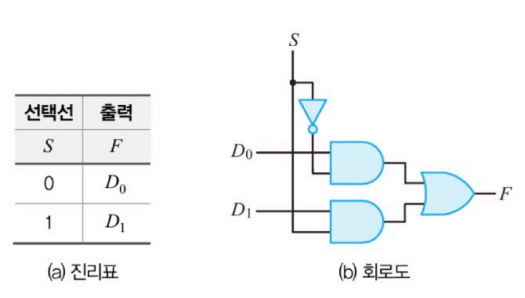 선택선 출력
S F
0 D₀
1 D₁
(a) 진리표
S
D₀
D₁
F
(b) 회로도